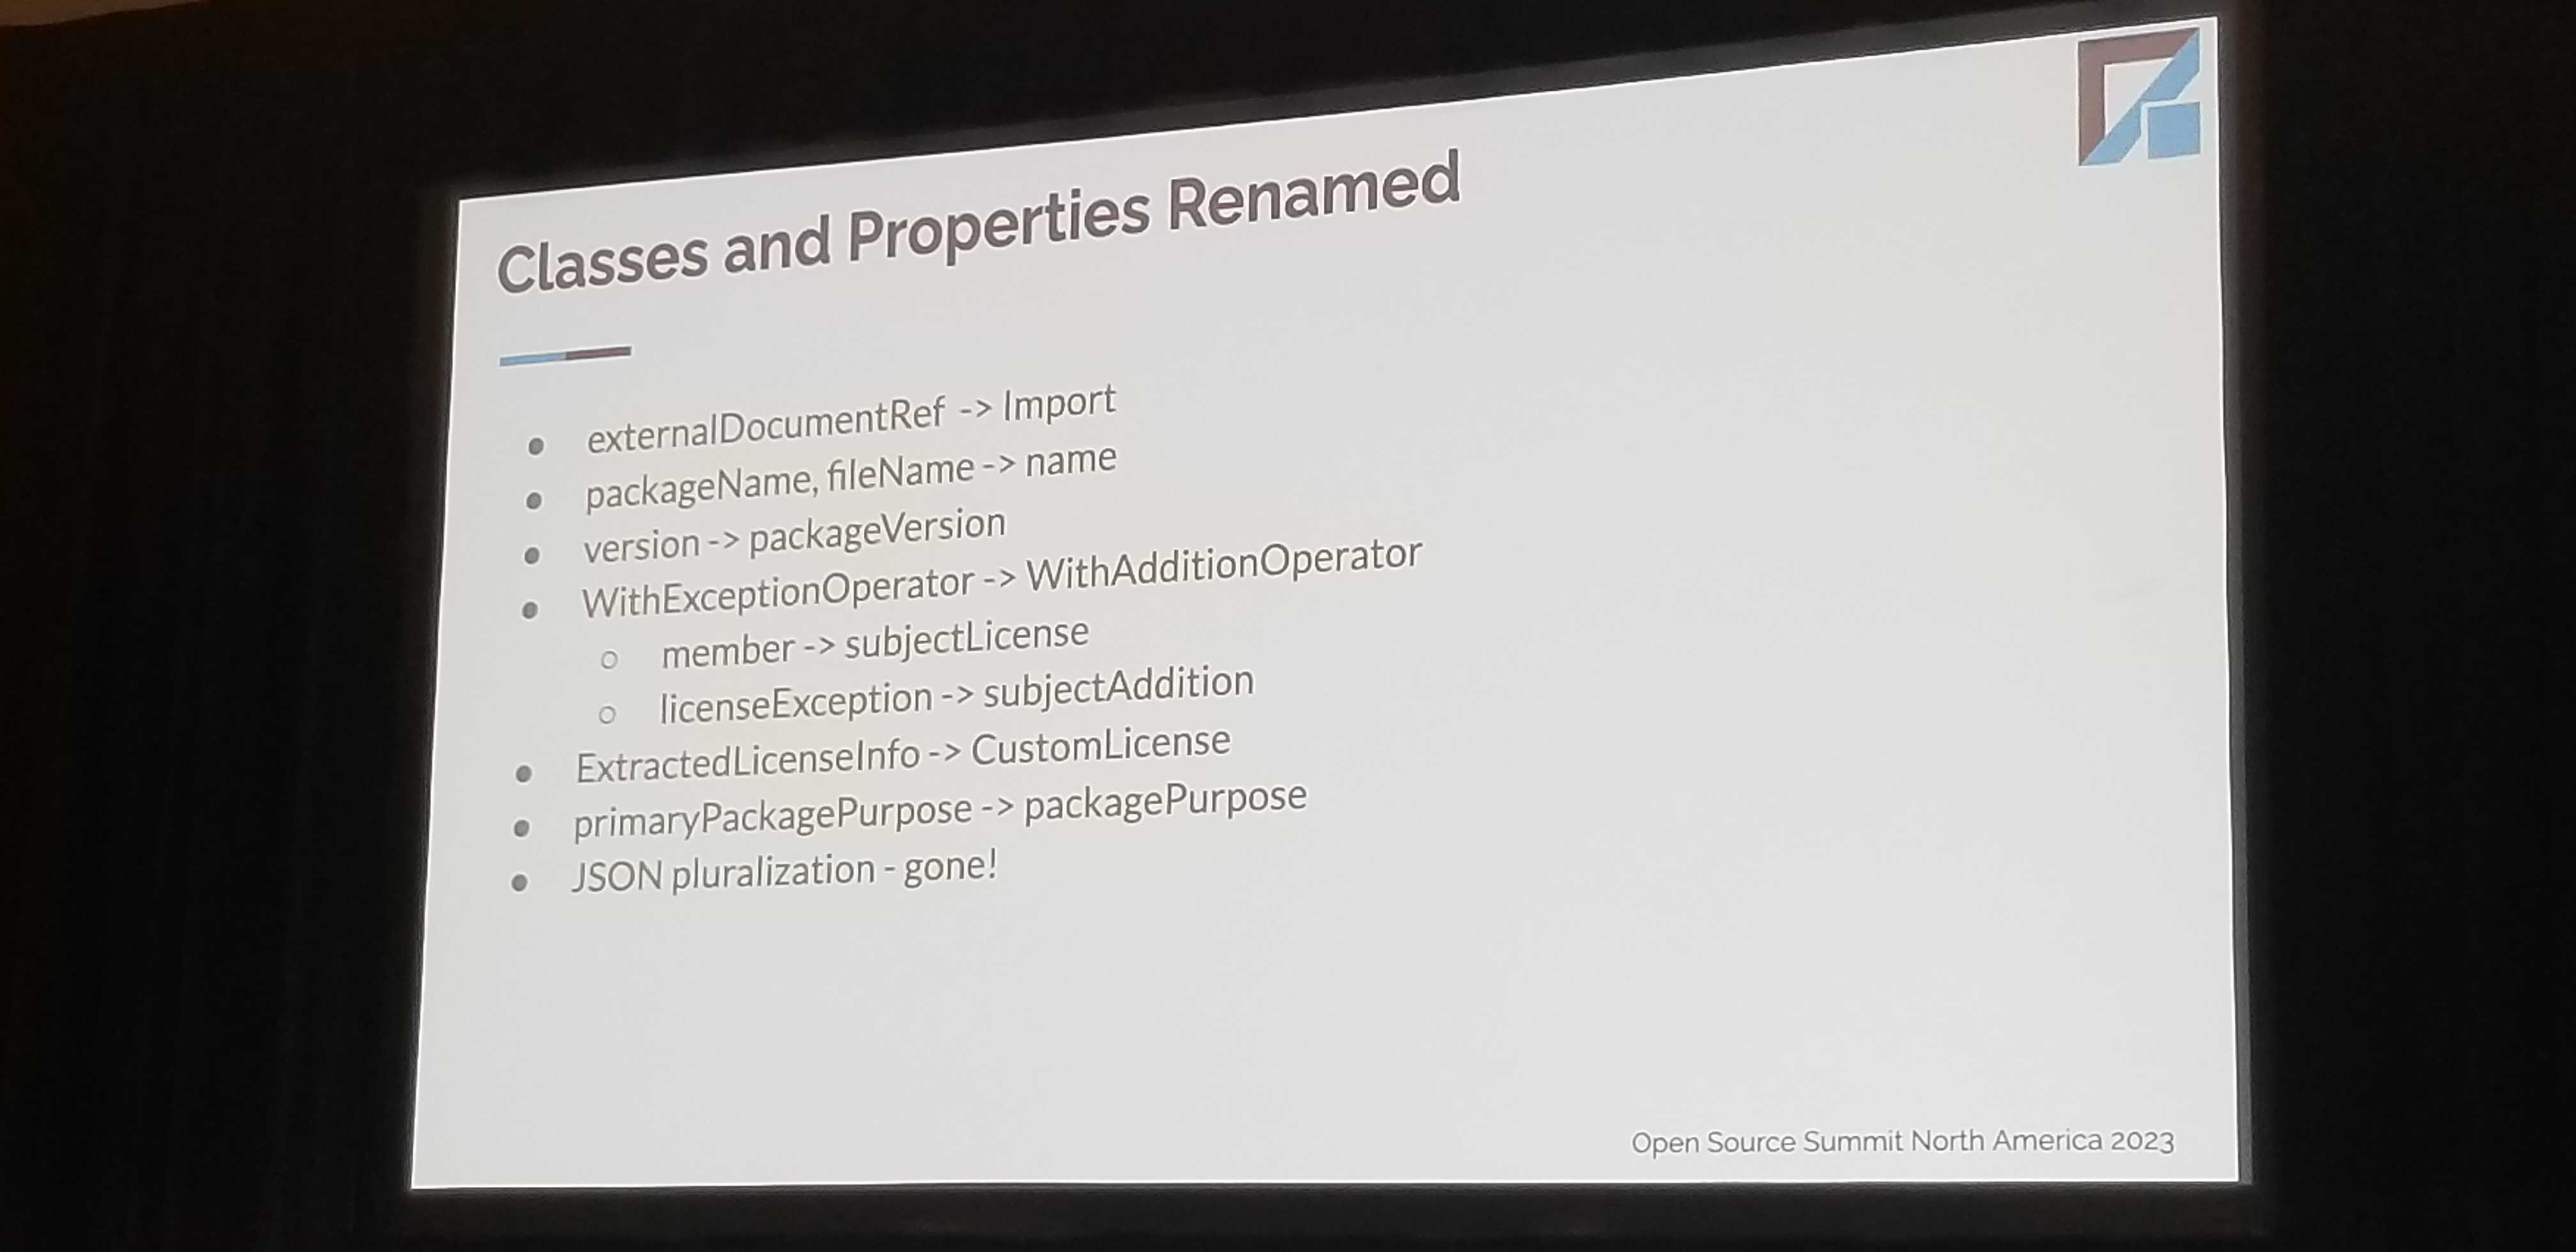 Classes and Properties Renamed
● externalDocumentRef -> Import
● packageName, fileName -> name
● version -> packageVersion
● WithExceptionOperator -> WithAdditionOperator
○ member -> subjectLicense
○ licenseException -> subjectAddition
● ExtractedLicenseInfo -> CustomLicense
● primaryPackagePurpose -> packagePurpose
● JSON pluralization - gone!
Open Source Summit North America 2023